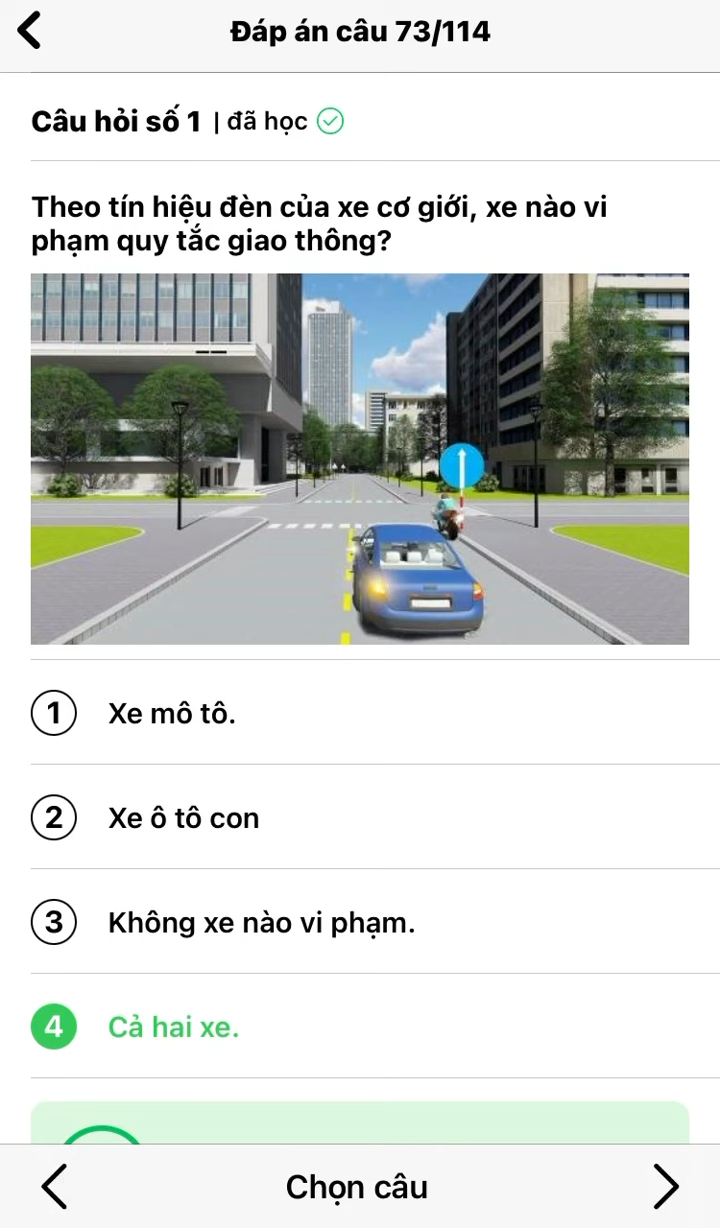 Đáp án câu 73/114
Câu hỏi số 1 | đã học
Theo tín hiệu đèn của xe cơ giới, xe nào vi
phạm quy tắc giao thông?
1 Xe mô tô.
2 Xe ô tô con
3 Không xe nào vi phạm.
4 Cả hai xe.
Chọn câu